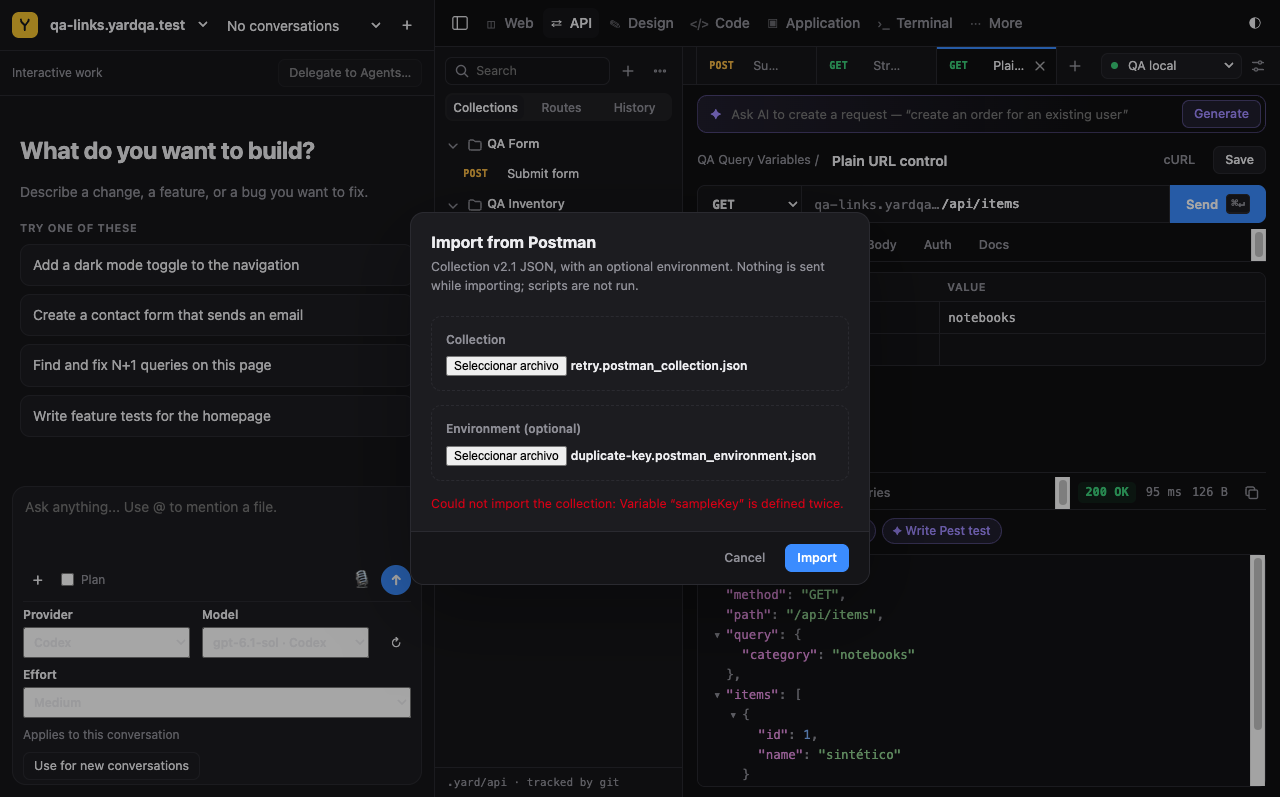 Y
qa-links.yardqa.test
No conversations
+
Interactive work
Delegate to Agents...
What do you want to build?
Describe a change, a feature, or a bug you want to fix.
TRY ONE OF THESE
Add a dark mode toggle to the navigation
Create a contact form that sends an email
Find and fix N+1 queries on this page
Write feature tests for the homepage
Ask anything... Use @ to mention a file.
+ Plan
Provider
Model
Codex
gpt-6.1-sol · Codex
Effort
Medium
Applies to this conversation
Use for new conversations
Web
API
Design
</> Code
Application
Terminal
··· More
Search
Collections
Routes
History
QA Form
POST Submit form
QA Inventory
.yard/api · tracked by git
POST Su...
GET Str...
GET Plai...
QA local
Ask AI to create a request — “create an order for an existing user”
Generate
QA Query Variables / Plain URL control
cURL
Save
GET
qa-links.yardqa…/api/items
Send
Body
Auth
Docs
VALUE
notebooks
Import from Postman
Collection v2.1 JSON, with an optional environment. Nothing is sent
while importing; scripts are not run.
Collection
Seleccionar archivo retry.postman_collection.json
Environment (optional)
Seleccionar archivo duplicate-key.postman_environment.json
Could not import the collection: Variable "sampleKey" is defined twice.
Cancel
Import
200 OK 95 ms 126 B
Write Pest test
"method": "GET",
"path": "/api/items",
"query": {
"category": "notebooks"
},
"items": [
{
"id": 1,
"name": "sintético"
}